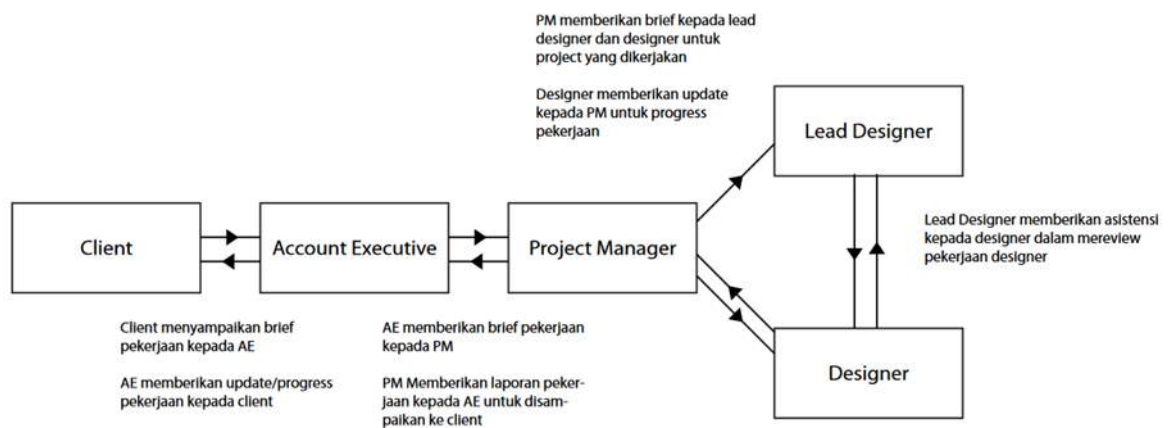 PM memberikan brief kepada lead
designer dan designer untuk
project yang dikerjakan
Designer memberikan update
kepada PM untuk progress
pekerjaan
Lead Designer
Client
Account Executive
Project Manager
Lead Designer memberikan asistensi
kepada designer dalam mereview
pekerjaan designer
Client menyampaikan brief
pekerjaan kepada AE
AE memberikan update/progress
pekerjaan kepada client
AE memberikan brief pekerjaan
kepada PM
PM Memberikan laporan peker-
jaan kepada AE untuk disam-
paikan ke client
Designer